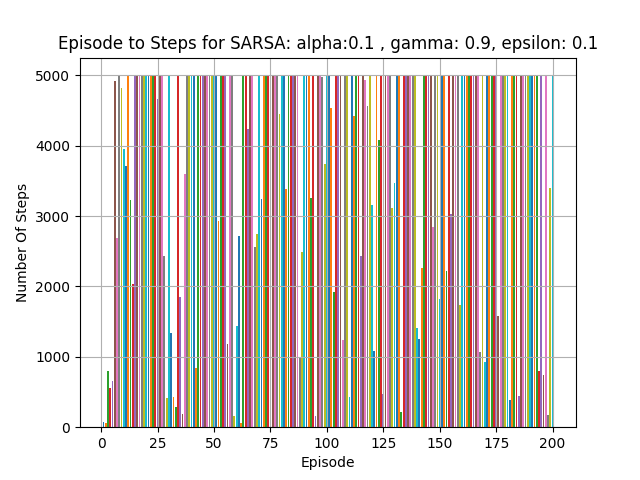 Episode to Steps for SARSA: alpha:0.1 , gamma: 0.9, epsilon: 0.1
5000
4000
3000
2000
1000
0
Number Of Steps
0 25 50 75 100 125 150 175 200
Episode